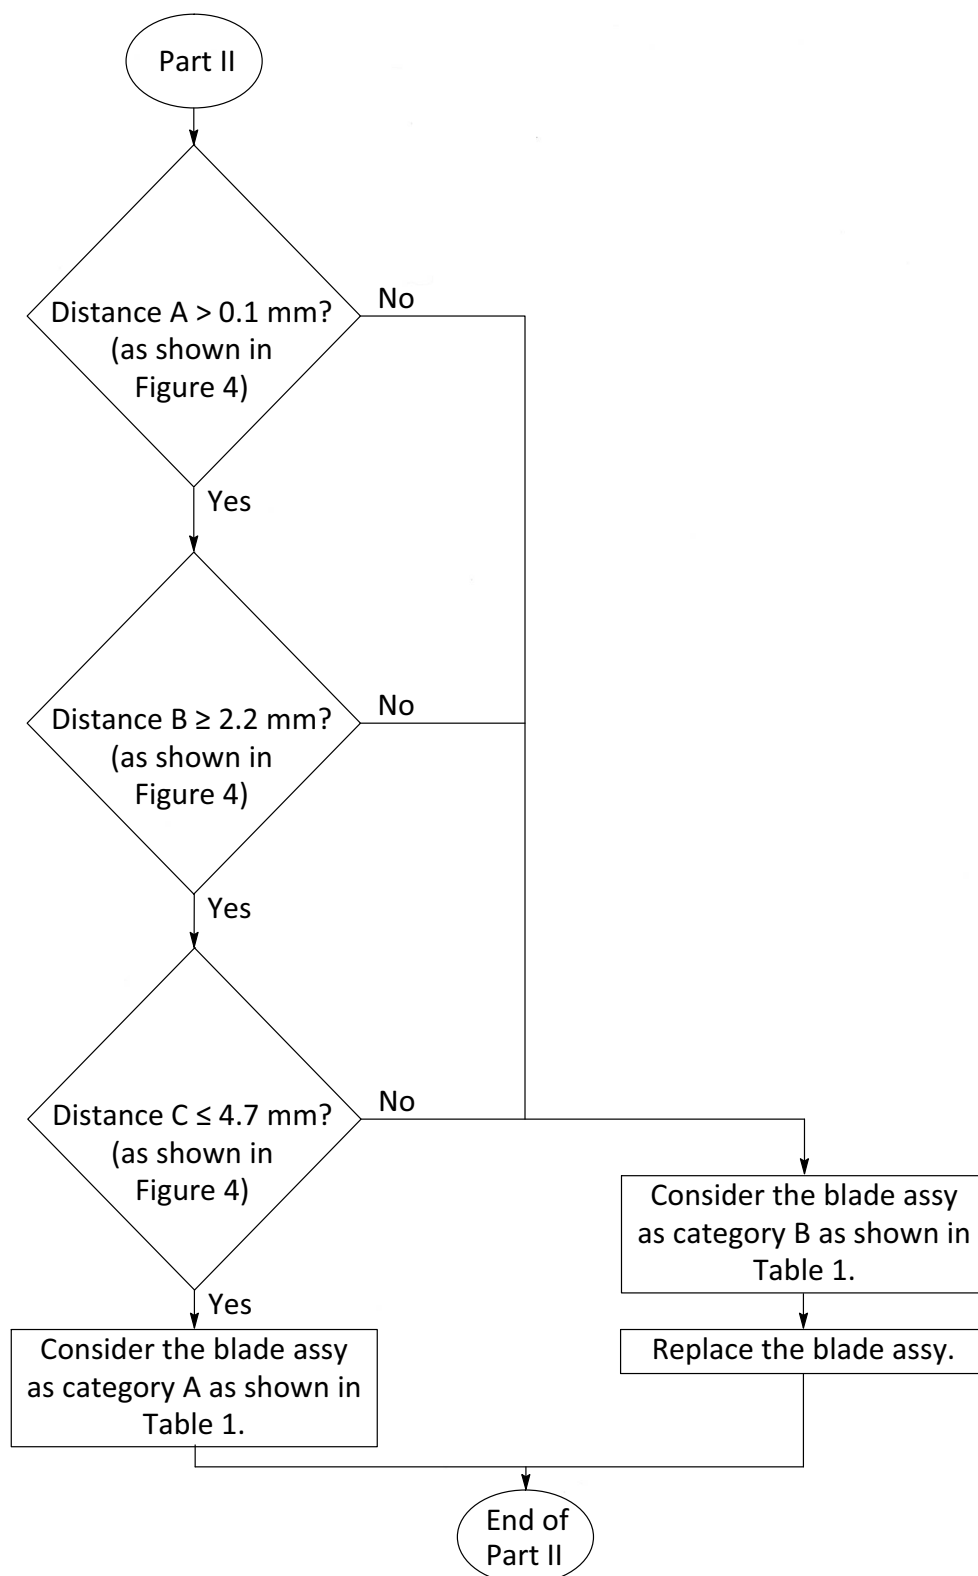 Part II
Distance A > 0.1 mm?
(as shown in
Figure 4)
No
Yes
Distance B ≥ 2.2 mm?
(as shown in
Figure 4)
No
Yes
Distance C ≤ 4.7 mm?
(as shown in
Figure 4)
No
Yes
Consider the blade assy
as category B as shown in
Table 1.
Replace the blade assy.
Consider the blade assy
as category A as shown in
Table 1.
End of
Part II